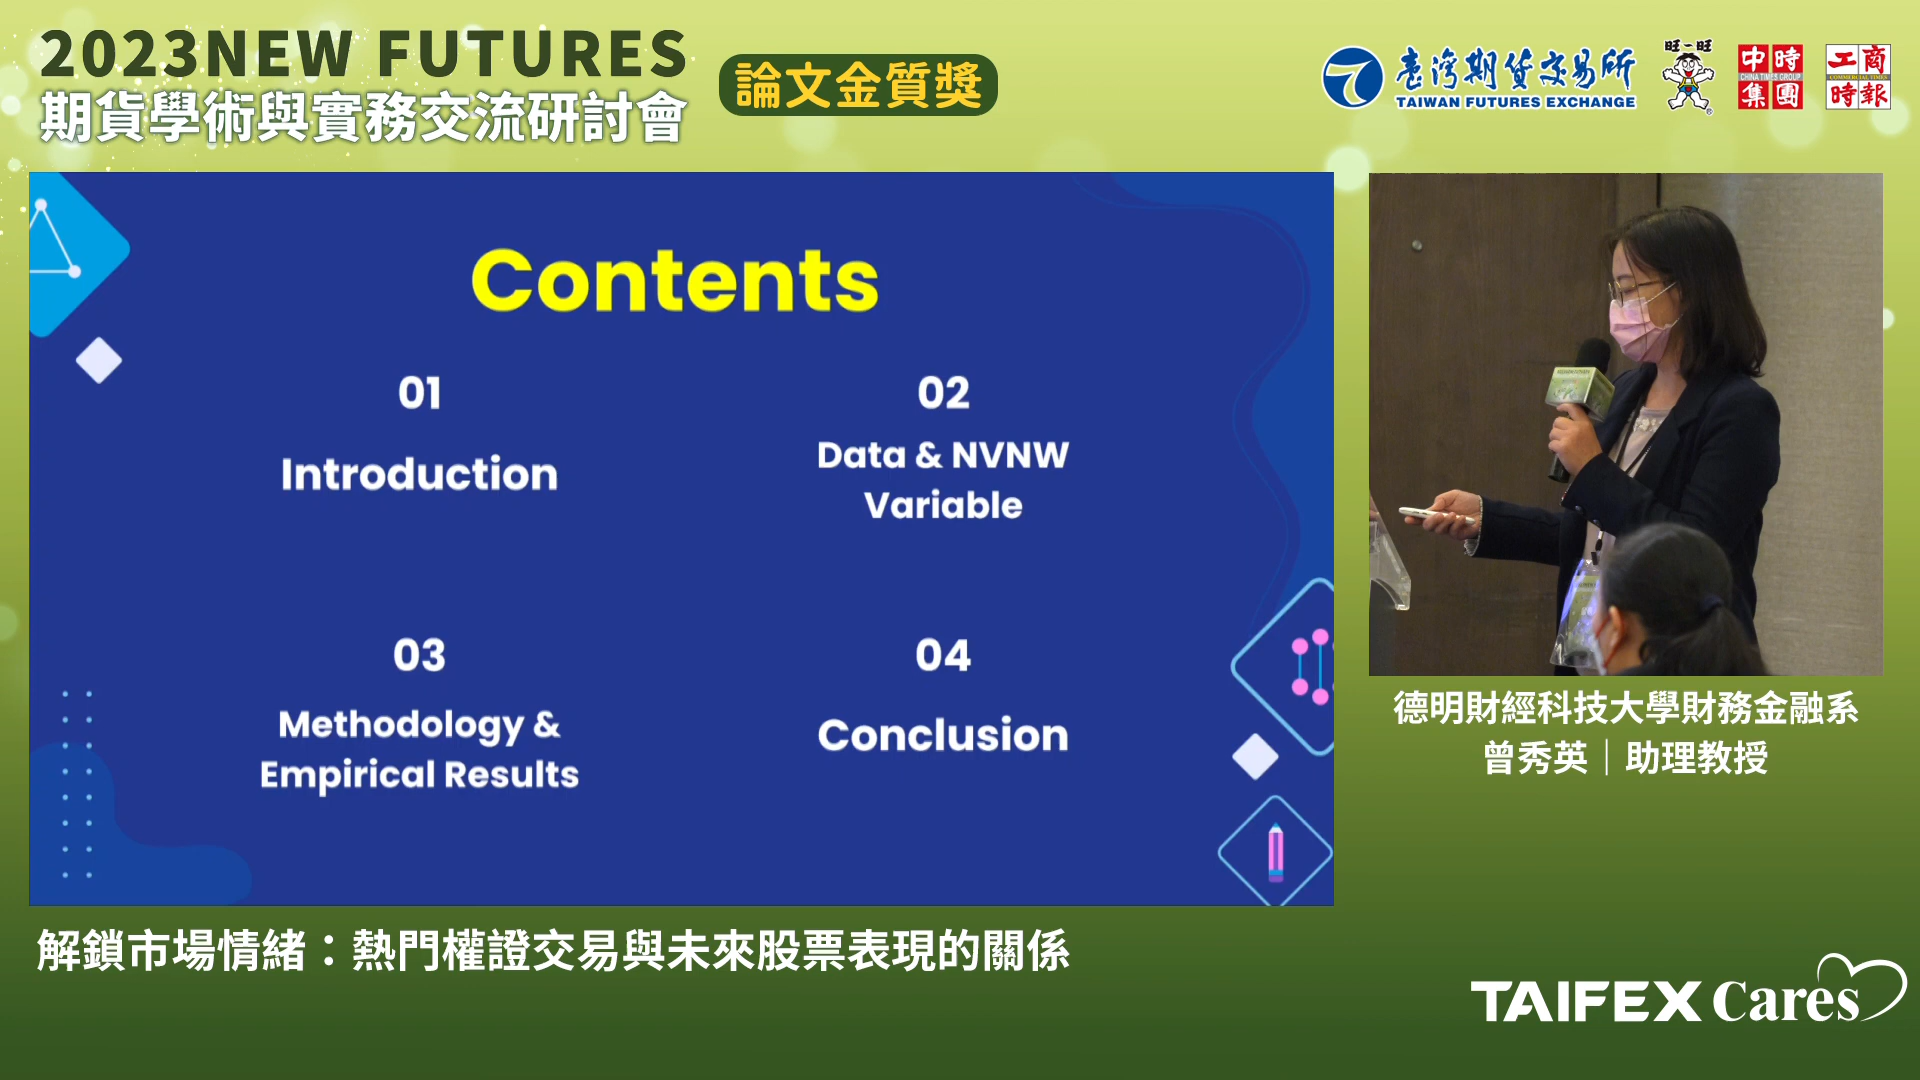 2023NEW FUTURES
期貨學術與實務交流研討會
論文金質獎
臺灣期貨交易所
TAIWAN FUTURES EXCHANGE
旺旺
中時
CHINA TIMES GROUP
集團
工商
COMMERCIAL TIMES
時報
Contents
01
Introduction
02
Data & NVNW
Variable
03
Methodology &
Empirical Results
04
Conclusion
德明財經科技大學財務金融系
曾秀英｜助理教授
解鎖市場情緒：熱門權證交易與未來股票表現的關係
TAIFEX Cares